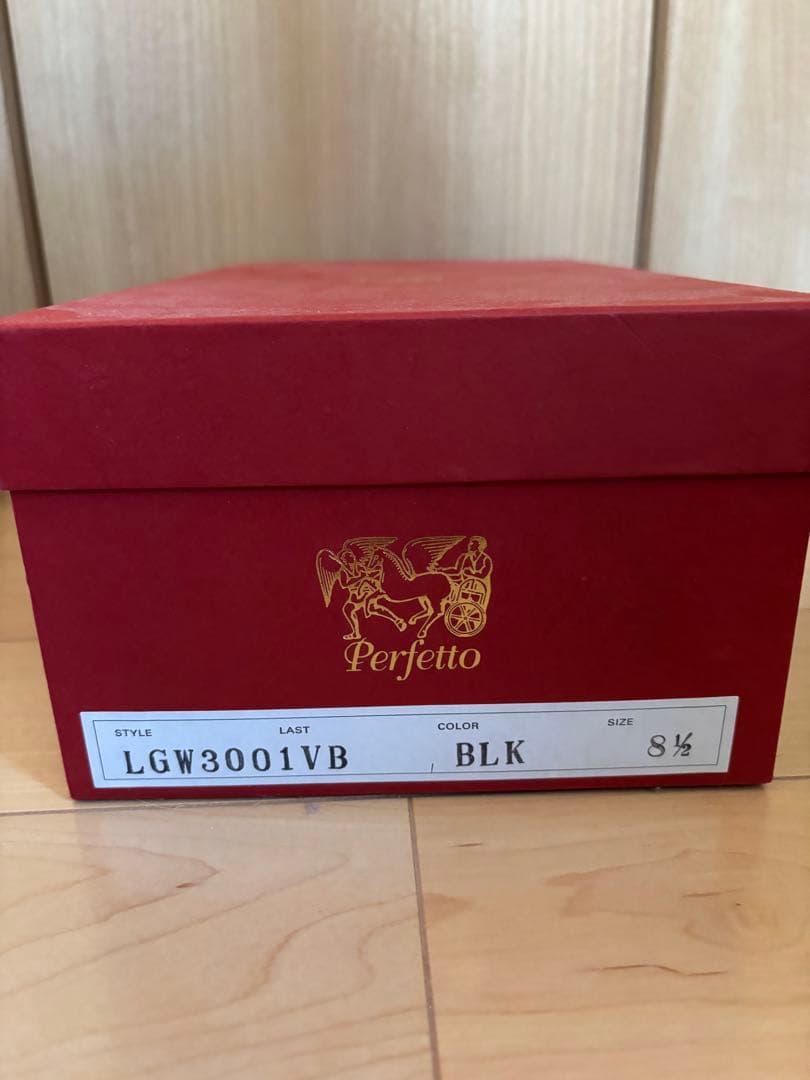 Perfetto
STYLE LAST COLOR SIZE
LGW3001VB BLK 8½